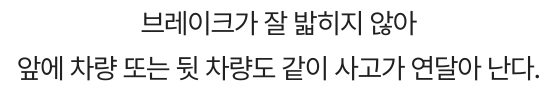 브레이크가 잘 밟히지 않아
앞에 차량 또는 뒷 차량도 같이 사고가 연달아 난다.